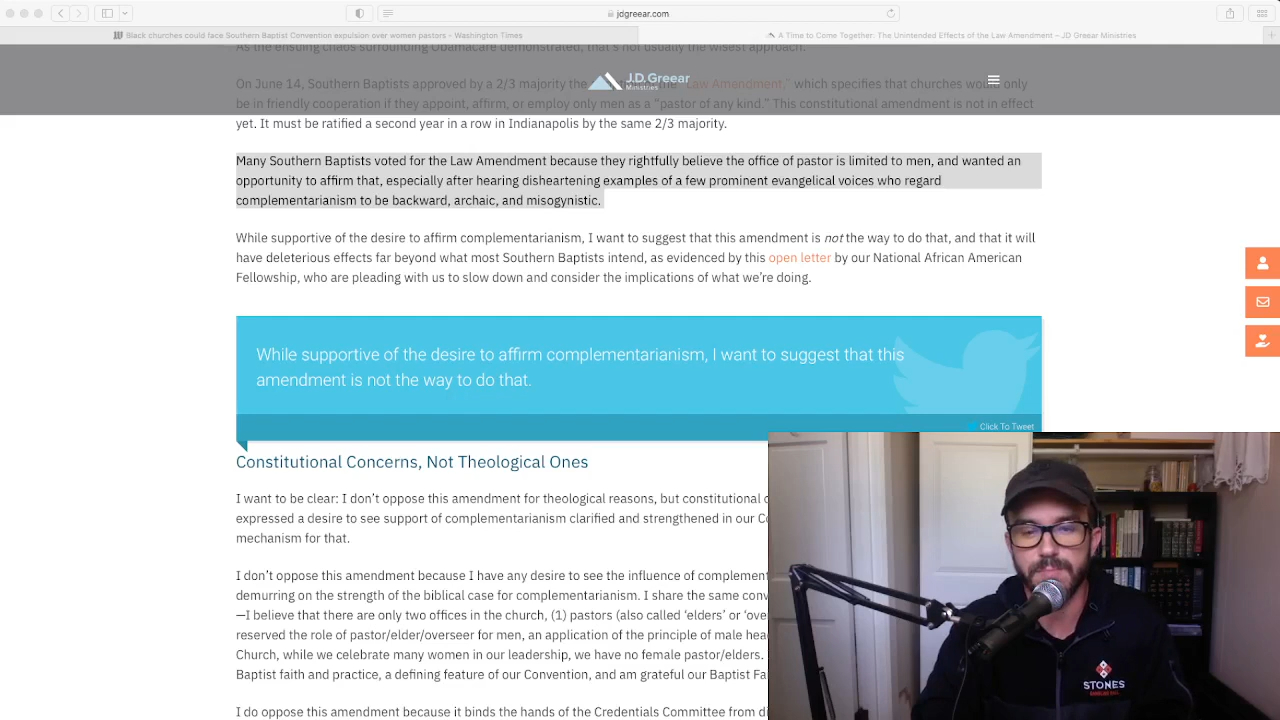 jdgreear.com
Black churches could face Southern Baptist Convention expulsion over women pastors - Washington Times
A Time to Come Together: The Unintended Effects of the Law Amendment – JD Greear Ministries
As the ensuing chaos surrounding Obamacare demonstrated, that's not usually the wisest approach.
J.D.Greear
Ministries
On June 14, Southern Baptists approved by a 2/3 majority the "Law Amendment," which specifies that churches would only
be in friendly cooperation if they appoint, affirm, or employ only men as a “pastor of any kind.” This constitutional amendment is not in effect
yet. It must be ratified a second year in a row in Indianapolis by the same 2/3 majority.
Many Southern Baptists voted for the Law Amendment because they rightfully believe the office of pastor is limited to men, and wanted an
opportunity to affirm that, especially after hearing disheartening examples of a few prominent evangelical voices who regard
complementarianism to be backward, archaic, and misogynistic.
While supportive of the desire to affirm complementarianism, I want to suggest that this amendment is not the way to do that, and that it will
have deleterious effects far beyond what most Southern Baptists intend, as evidenced by this open letter by our National African American
Fellowship, who are pleading with us to slow down and consider the implications of what we’re doing.
While supportive of the desire to affirm complementarianism, I want to suggest that this
amendment is not the way to do that.
Click To Tweet
Constitutional Concerns, Not Theological Ones
I want to be clear: I don’t oppose this amendment for theological reasons, but constitutional
expressed a desire to see support of complementarianism clarified and strengthened in our
mechanism for that.
I don’t oppose this amendment because I have any desire to see the influence of
demurring on the strength of the biblical case for complementarianism. I share the same
—I believe that there are only two offices in the church, (1) pastors (also called ‘elders’ or
reserved the role of pastor/elder/overseer for men, an application of the principle of male
Church, while we celebrate many women in our leadership, we have no female pastor/elders.
Baptist faith and practice, a defining feature of our Convention, and am grateful our Baptist
I do oppose this amendment because it binds the hands of the Credentials Committee from
STONES